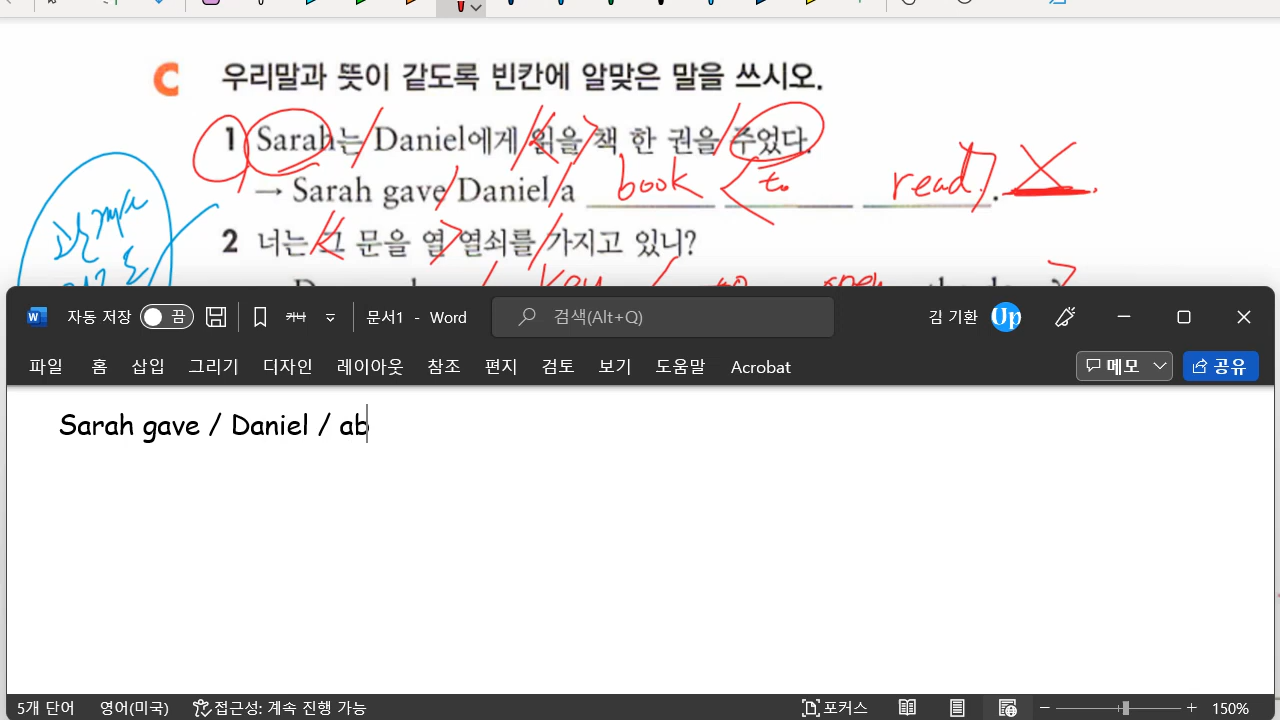 C 우리말과 뜻이 같도록 빈칸에 알맞은 말을 쓰시오.
1 Sarah는 Daniel에게 읽을 책 한 권을 주었다.
→ Sarah gave Daniel a book to read.
2 너는 그 문을 열 열쇠를 가지고 있니?
key to open
자동 저장 끔 문서1 - Word 검색(Alt+Q) 김 기환 Up
파일 홈 삽입 그리기 디자인 레이아웃 참조 편지 검토 보기 도움말 Acrobat 메모 공유
Sarah gave / Daniel / ab
5개 단어 영어(미국) 접근성: 계속 진행 가능 포커스 150%